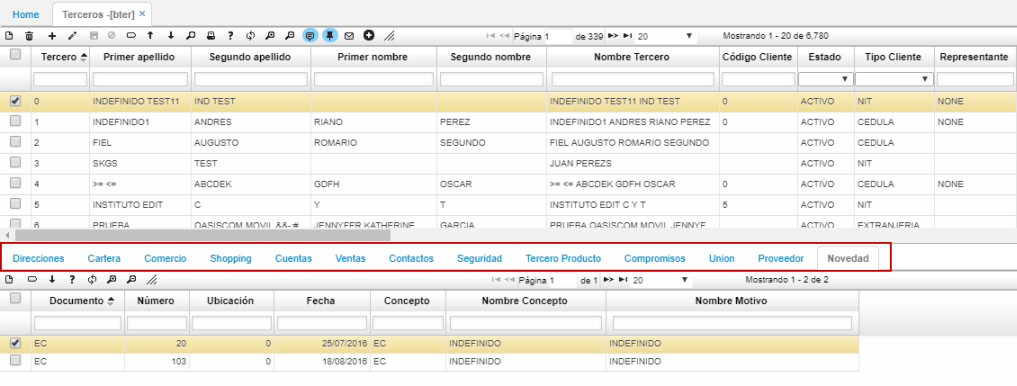 Home Terceros -[bter] ×
Página 1 de 339 20 Mostrando 1 - 20 de 6,780
Tercero Primer apellido Segundo apellido Primer nombre Segundo nombre Nombre Tercero Código Cliente Estado Tipo Cliente Representante
0 INDEFINIDO TEST11 IND TEST INDEFINIDO TEST11 IND TEST 0 ACTIVO NIT NONE
1 INDEFINIDO1 ANDRES RIANO PEREZ INDEFINIDO1 ANDRES RIANO PEREZ 0 ACTIVO CEDULA NONE
2 FIEL AUGUSTO ROMARIO SEGUNDO FIEL AUGUSTO ROMARIO SEGUNDO ACTIVO CEDULA
3 SKGS TEST JUAN PEREZS ACTIVO NIT
4 >= <= ABCDEK GDFH OSCAR >= <= ABCDEK GDFH OSCAR 0 ACTIVO CEDULA NONE
5 INSTITUTO EDIT C Y T INSTITUTO EDIT C Y T 5 ACTIVO NIT
6 PRUEBA OASISCOM MOVIL &&-:# JENNYFER KATHERINE GARCIA PRUEBA OASISCOM MOVIL JENNYF ACTIVO EXTRANJERIA
Direcciones Cartera Comercio Shopping Cuentas Ventas Contactos Seguridad Tercero Producto Compromisos Union Proveedor Novedad
Página 1 de 1 20 Mostrando 1 - 2 de 2
Documento Número Ubicación Fecha Concepto Nombre Concepto Nombre Motivo
EC 20 0 25/07/2016 EC INDEFINIDO INDEFINIDO
EC 103 0 18/08/2016 EC INDEFINIDO INDEFINIDO